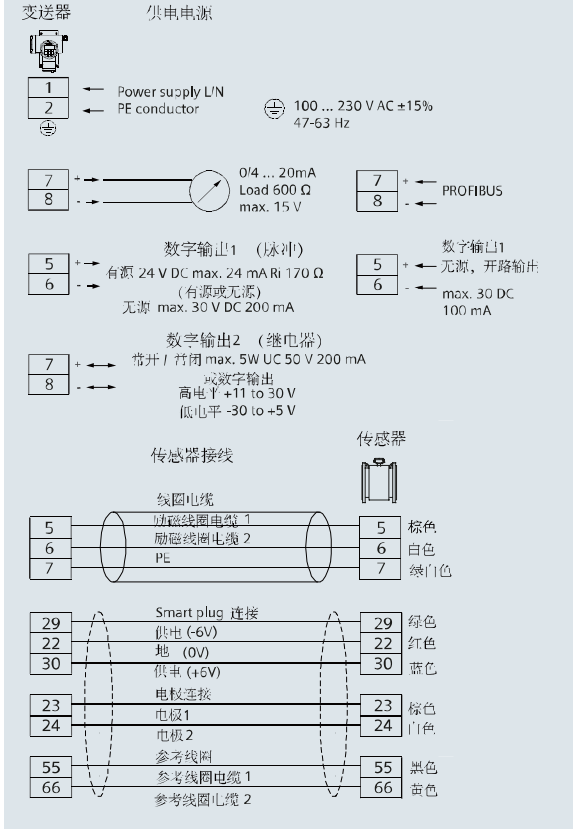 变送器 供电电源
1 Power supply L/N
2 PE conductor
100 ... 230 V AC ±15%
47-63 Hz
7 +
8 -
0/4 ... 20mA
Load 600 Ω
max. 15 V
7 +
8 -
PROFIBUS
5 +
6 -
数字输出1 （脉冲）
有源 24 V DC max. 24 mA Ri 170 Ω
（有源或无源）
无源 max. 30 V DC 200 mA
5 +
6 -
数字输出1
无源，开路输出
max. 30 DC
100 mA
数字输出2 （继电器）
7 +
8 -
常开 / 常闭 max. 5W UC 50 V 200 mA
或数字输出
高电平 +11 to 30 V
低电平 -30 to +5 V
传感器
传感器接线
线圈电缆
5 励磁线圈电缆 1 5 棕色
6 励磁线圈电缆 2 6 白色
7 PE 7 绿白色
Smart plug 连接
29 供电 (-6V) 29 绿色
22 地 (0V) 22 红色
30 供电 (+6V) 30 蓝色
电极连接
23 电极1 23 棕色
24 电极2 24 白色
参考线圈
55 参考线圈电缆 1 55 黑色
66 参考线圈电缆 2 66 黄色